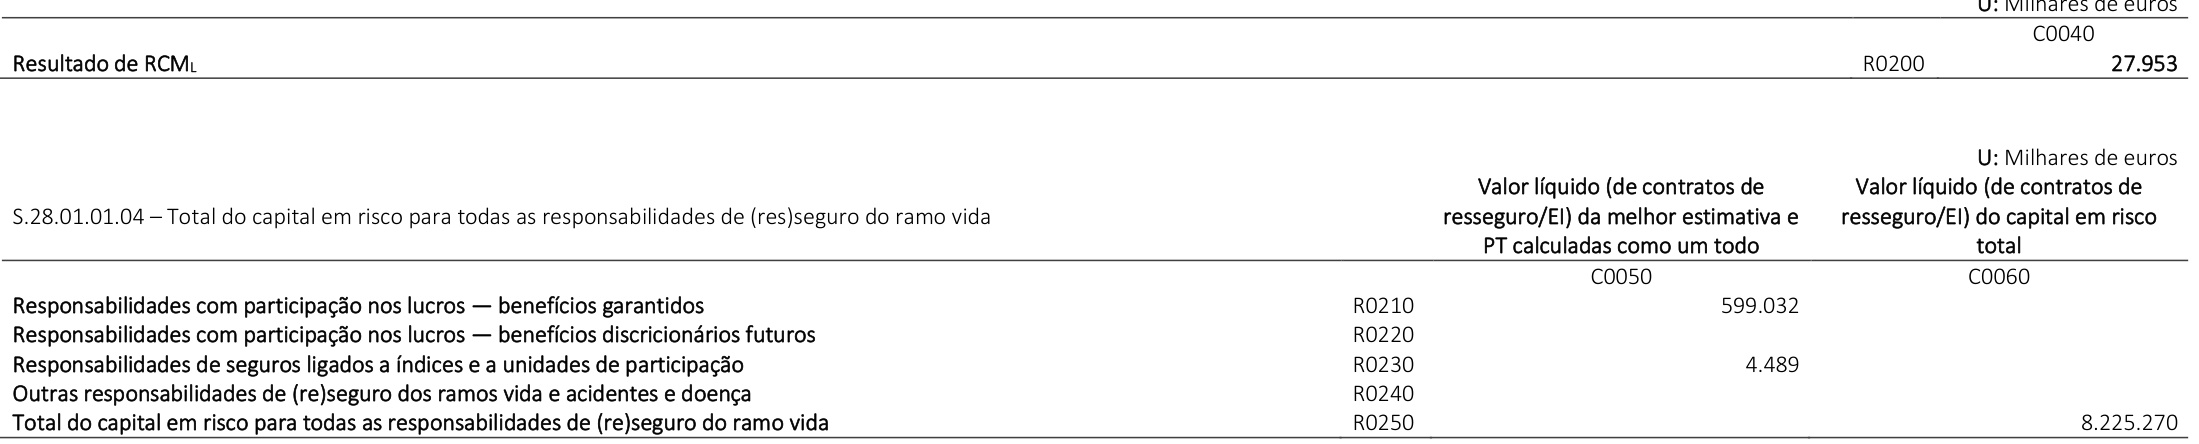 U: Milhares de euros
C0040
Resultado de RCML R0200 27.953
U: Milhares de euros
Valor líquido (de contratos de Valor líquido (de contratos de
S.28.01.01.04 – Total do capital em risco para todas as responsabilidades de (res)seguro do ramo vida resseguro/EI) da melhor estimativa e resseguro/EI) do capital em risco
PT calculadas como um todo total
C0050 C0060
Responsabilidades com participação nos lucros — benefícios garantidos R0210 599.032
Responsabilidades com participação nos lucros — benefícios discricionários futuros R0220
Responsabilidades de seguros ligados a índices e a unidades de participação R0230 4.489
Outras responsabilidades de (re)seguro dos ramos vida e acidentes e doença R0240
Total do capital em risco para todas as responsabilidades de (re)seguro do ramo vida R0250 8.225.270